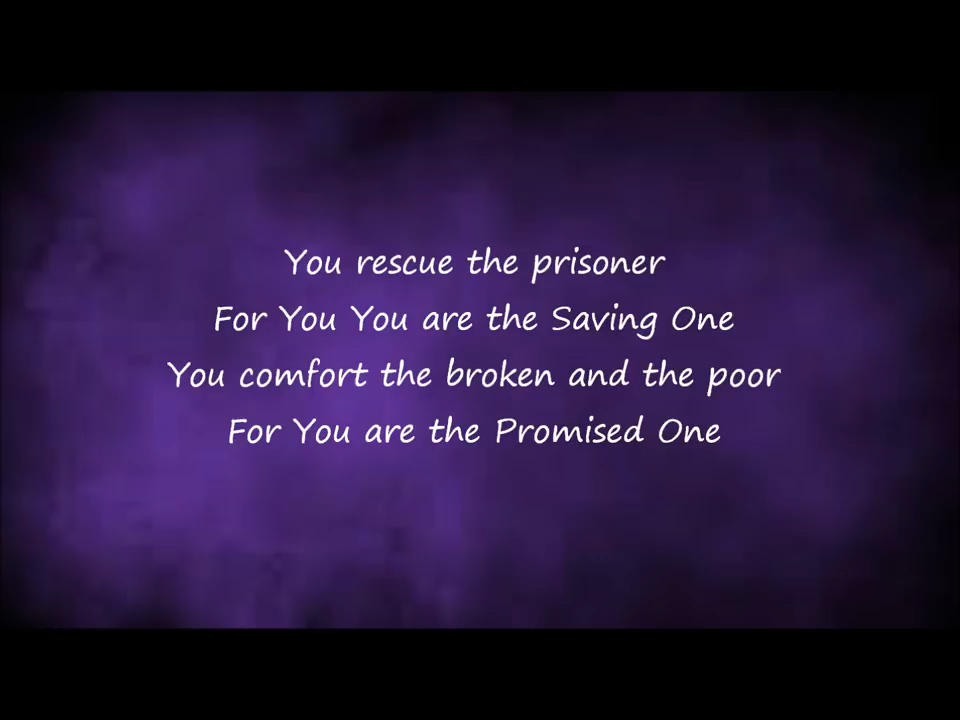 You rescue the prisoner
For You You are the Saving One
You comfort the broken and the poor
For You are the Promised One